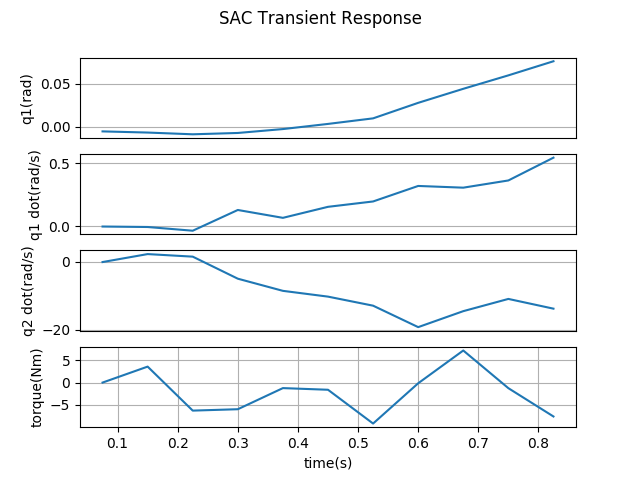 SAC Transient Response
q1(rad)
0.05
0.00
q1 dot(rad/s)
0.5
0.0
q2 dot(rad/s)
0
−20
torque(Nm)
5
0
−5
0.1 0.2 0.3 0.4 0.5 0.6 0.7 0.8
time(s)